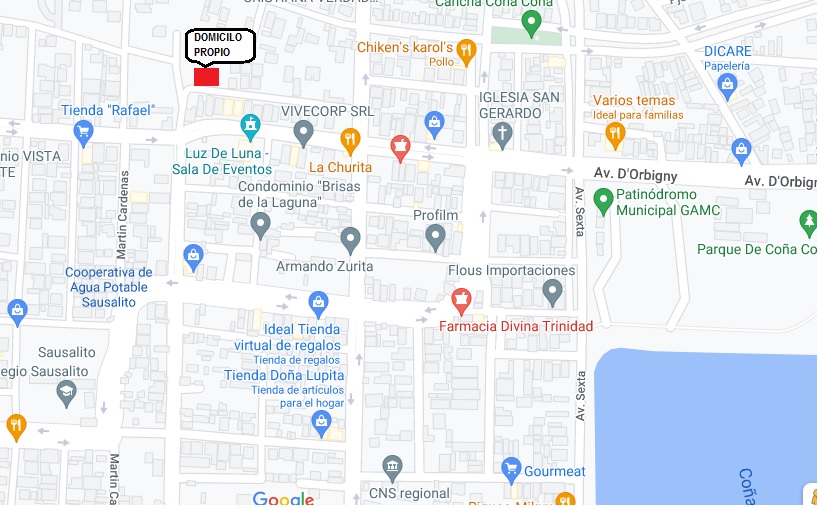 CRISTIANA VERDAD...
Cancha Coña Coña
DOMICILO
PROPIO
Chiken's karol's
Pollo
DICARE
Papelería
Tienda "Rafael"
VIVECORP SRL
IGLESIA SAN
GERARDO
Varios temas
Ideal para familias
nio VISTA
TE
Luz De Luna -
Sala De Eventos
La Churita
Av. D'Orbigny
Av. D'Orbign
Martin Cardenas
Condominio "Brisas
de la Laguna"
Profilm
Av. Sexta
Patinódromo
Municipal GAMC
Parque De Coña Co
Armando Zurita
Flous Importaciones
Cooperativa de
Agua Potable
Sausalito
Ideal Tienda
virtual de regalos
Tienda de regalos
Farmacia Divina Trinidad
Sausalito
egio Sausalito
Tienda Doña Lupita
Tienda de artículos
para el hogar
Av. Sexta
Martin Ca
CNS regional
Gourmeat
Coña
Google